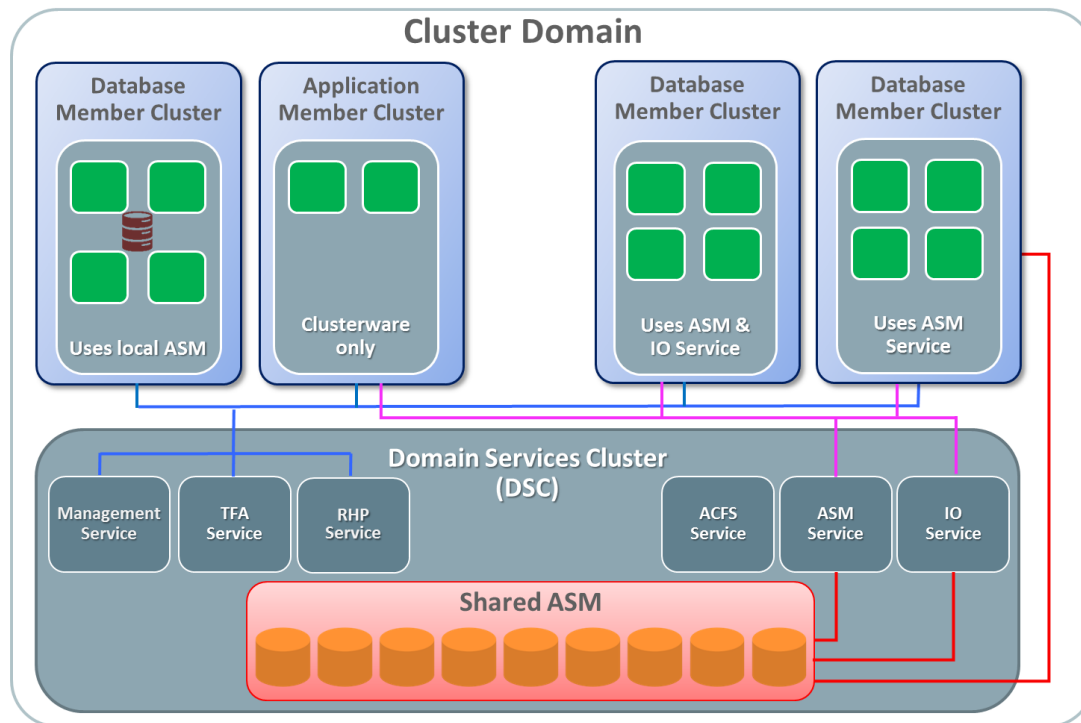 Cluster Domain
Database
Member Cluster
Uses local ASM
Application
Member Cluster
Clusterware
only
Database
Member Cluster
Uses ASM &
IO Service
Database
Member Cluster
Uses ASM
Service
Domain Services Cluster
(DSC)
Management
Service
TFA
Service
RHP
Service
ACFS
Service
ASM
Service
IO
Service
Shared ASM